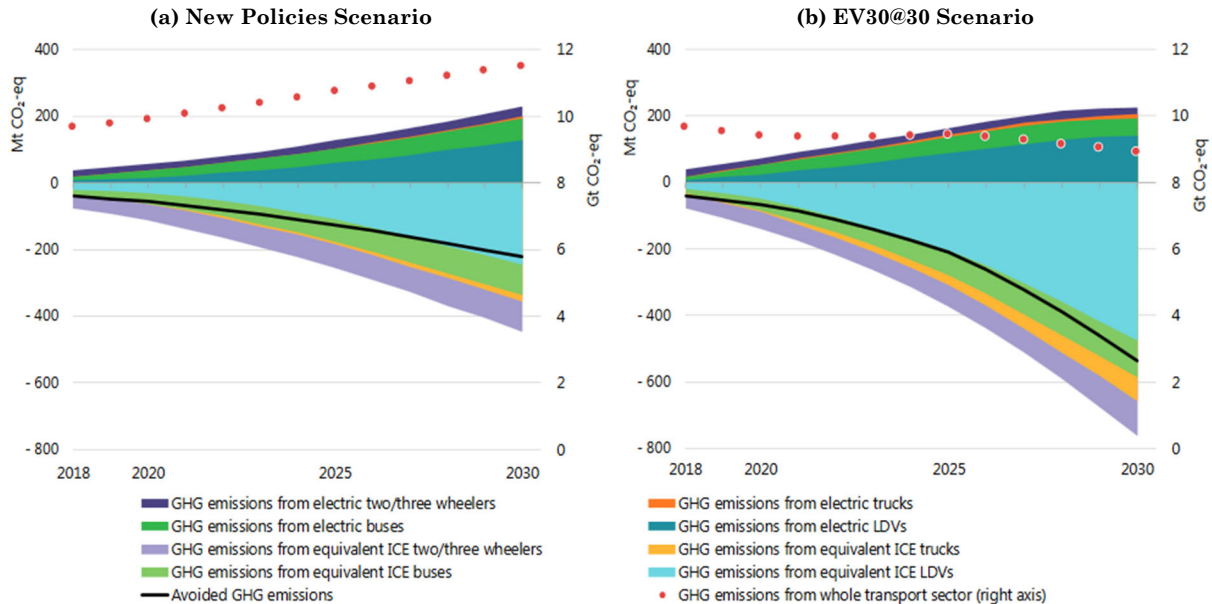 (a) New Policies Scenario
(b) EV30@30 Scenario
400
200
0
- 200
- 400
- 600
- 800
Mt CO₂-eq
12
10
8
6
4
2
0
Gt CO₂-eq
2018
2020
2025
2030
400
200
0
- 200
- 400
- 600
- 800
Mt CO₂-eq
12
10
8
6
4
2
0
Gt CO₂-eq
2018
2020
2025
2030
GHG emissions from electric two/three wheelers
GHG emissions from electric buses
GHG emissions from equivalent ICE two/three wheelers
GHG emissions from equivalent ICE buses
Avoided GHG emissions
GHG emissions from electric trucks
GHG emissions from electric LDVs
GHG emissions from equivalent ICE trucks
GHG emissions from equivalent ICE LDVs
GHG emissions from whole transport sector (right axis)